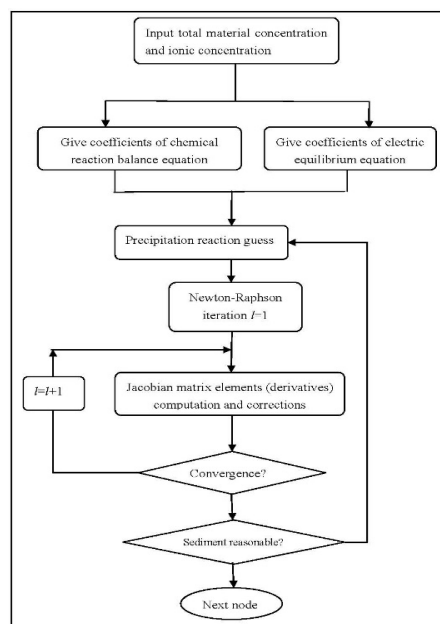 Input total material concentration
and ionic concentration
Give coefficients of chemical
reaction balance equation
Give coefficients of electric
equilibrium equation
Precipitation reaction guess
Newton-Raphson
iteration l=1
l=l+1
Jacobian matrix elements (derivatives)
computation and corrections
Convergence?
Sediment reasonable?
Next node